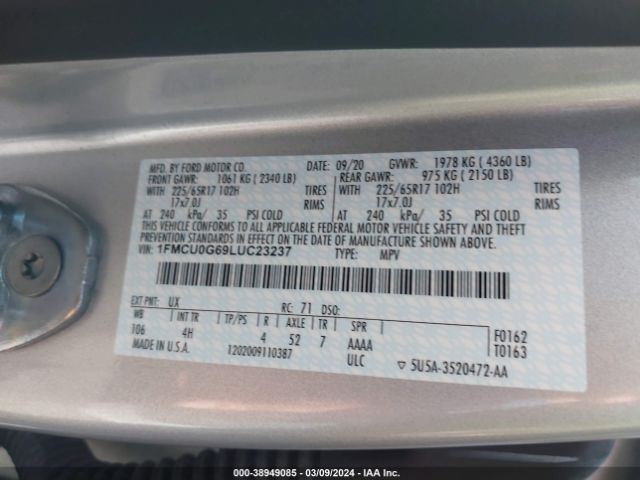 MFD. BY FORD MOTOR CO. DATE: 09/20 GVWR: 1978 KG ( 4360 LB)
FRONT GAWR: 1061 KG ( 2340 LB) REAR GAWR: 975 KG ( 2150 LB)
WITH 225/65R17 102H TIRES WITH 225/65R17 102H TIRES
17x7.0J RIMS 17x7.0J RIMS
AT 240 kPa/ 35 PSI COLD AT 240 kPa/ 35 PSI COLD
THIS VEHICLE CONFORMS TO ALL APPLICABLE FEDERAL MOTOR VEHICLE SAFETY AND THEFT
PREVENTION STANDARDS IN EFFECT ON THE DATE OF MANUFACTURE SHOWN ABOVE.
VIN: 1FMCU0G69LUC23237 TYPE: MPV
EXT PNT: UX RC: 71 DSO:
WB INT TR TP/PS R AXLE TR SPR F0162
106 4H 4 52 7 AAAA T0163
MADE IN U.S.A. 1202009110387 ULC ▽ 5USA-3520472-AA
000-38949085 - 03/09/2024 - IAA Inc.